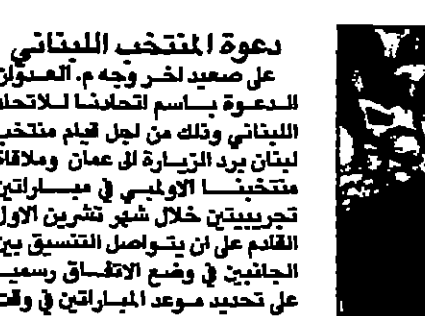 دعوة المنتخب اللبناني
على صعيد اخر وجه م. العدوان
الدعوة باسم اتحادنا للاتحاد
اللبناني وذلك من اجل قيام منتخب
لبنان برد الزيارة الى عمان وملاقاة
منتخبنا الاولمبي في مباراتين
تجريبيتين خلال شهر تشرين الاول
القادم على ان يتواصل التنسيق بين
الجانبين في وضع الاتفاق رسميا
على تحديد موعد المباراتين في وقت